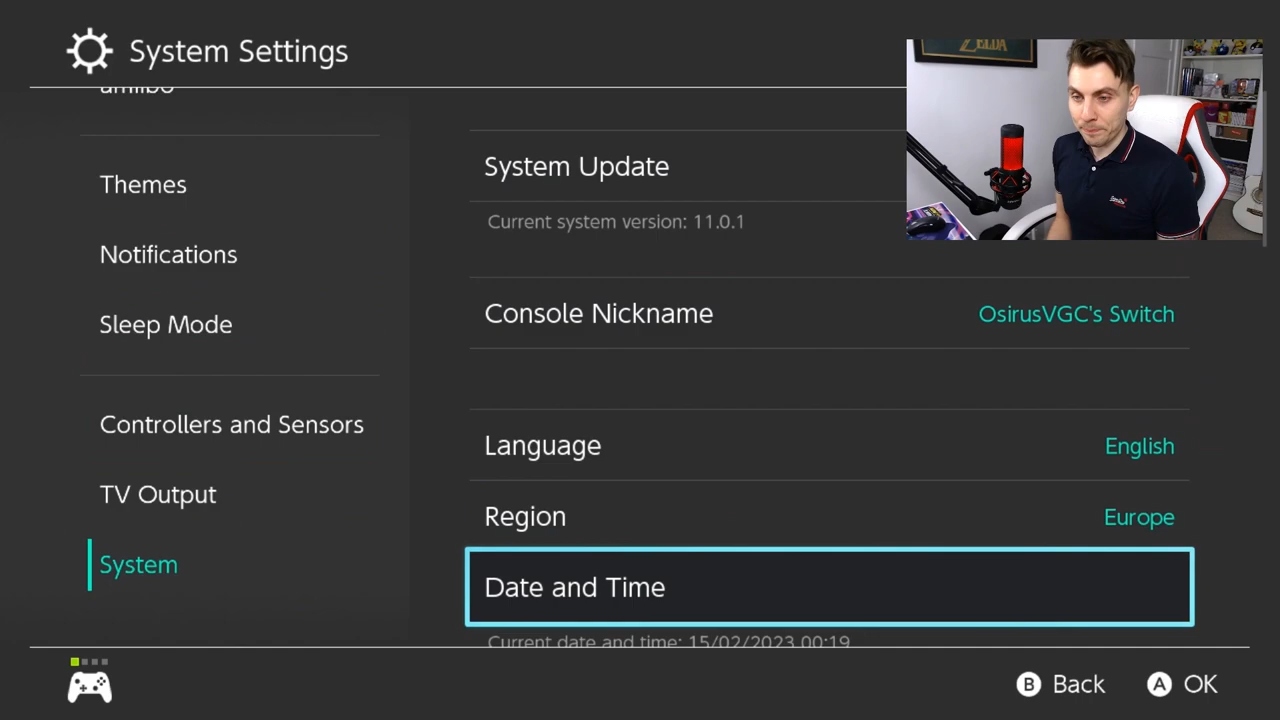 System Settings
ZELDA
amiibo
Themes
Notifications
Sleep Mode
Controllers and Sensors
TV Output
System
System Update
Current system version: 11.0.1
Console Nickname
OsirusVGC's Switch
Language
English
Region
Europe
Date and Time
Current date and time: 15/02/2023 00:19
B Back
A OK